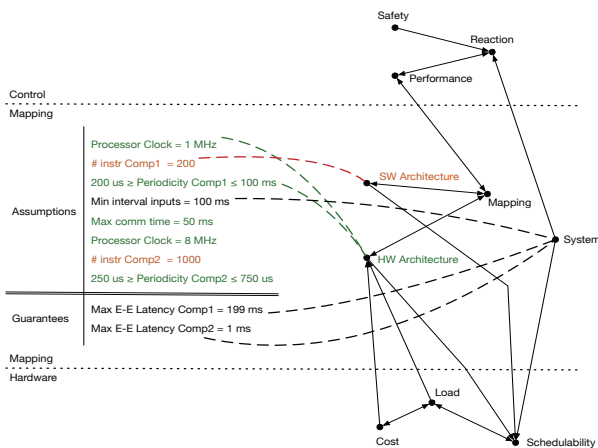 Safety
Reaction
Performance
Control
Mapping
Processor Clock = 1 MHz
# instr Comp1 = 200
200 us ≥ Periodicity Comp1 ≤ 100 ms
Min interval inputs = 100 ms
Max comm time = 50 ms
Processor Clock = 8 MHz
# instr Comp2 = 1000
250 us ≥ Periodicity Comp2 ≤ 750 us
Assumptions
SW Architecture
Mapping
System
HW Architecture
Guarantees
Max E-E Latency Comp1 = 199 ms
Max E-E Latency Comp2 = 1 ms
Mapping
Hardware
Load
Cost
Schedulability